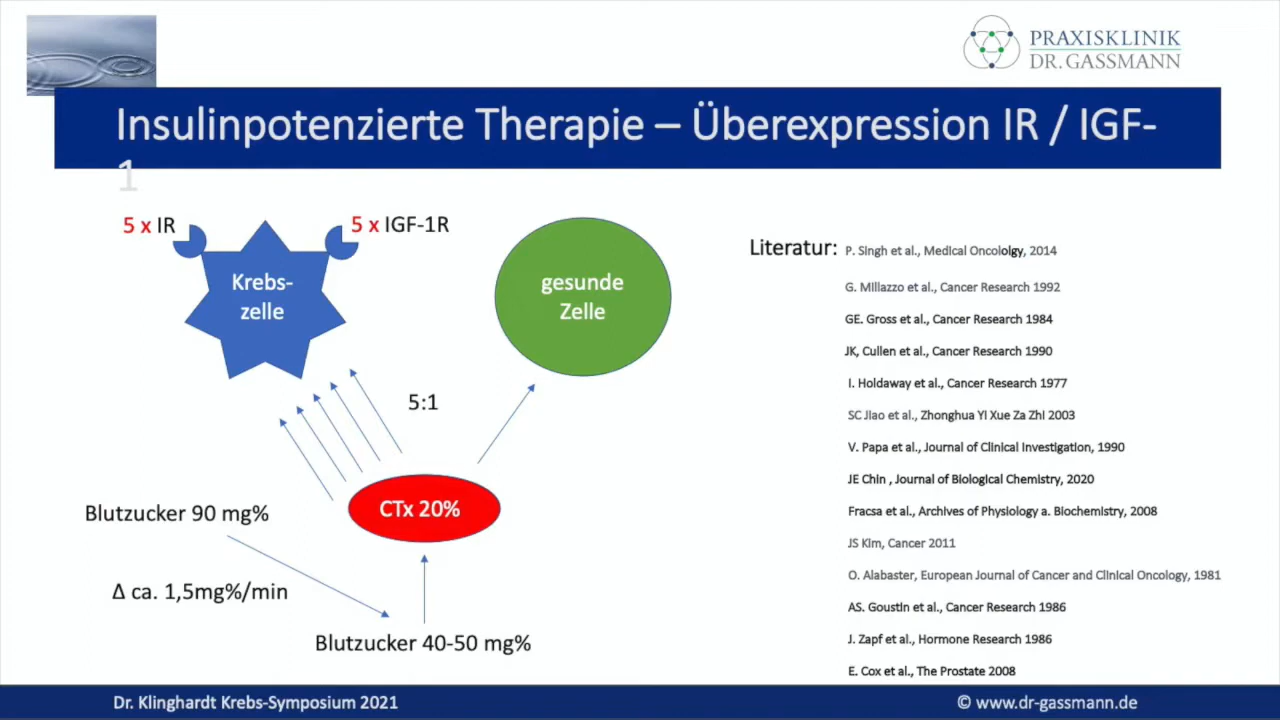 PRAXISKLINIK
DR. GASSMANN
Insulinpotenzierte Therapie – Überexpression IR / IGF-
1
5 x IR
5 x IGF-1R
Krebs-
zelle
gesunde
Zelle
5:1
CTx 20%
Blutzucker 90 mg%
Δ ca. 1,5mg%/min
Blutzucker 40-50 mg%
Literatur: P. Singh et al., Medical Oncololgy, 2014
G. Millazzo et al., Cancer Research 1992
GE. Gross et al., Cancer Research 1984
JK, Cullen et al., Cancer Research 1990
I. Holdaway et al., Cancer Research 1977
SC Jiao et al., Zhonghua Yi Xue Za Zhi 2003
V. Papa et al., Journal of Clinical Investigation, 1990
JE Chin , Journal of Biological Chemistry, 2020
Fracsa et al., Archives of Physiology a. Biochemistry, 2008
JS Kim, Cancer 2011
O. Alabaster, European Journal of Cancer and Clinical Oncology, 1981
AS. Goustin et al., Cancer Research 1986
J. Zapf et al., Hormone Research 1986
E. Cox et al., The Prostate 2008
Dr. Klinghardt Krebs-Symposium 2021
© www.dr-gassmann.de